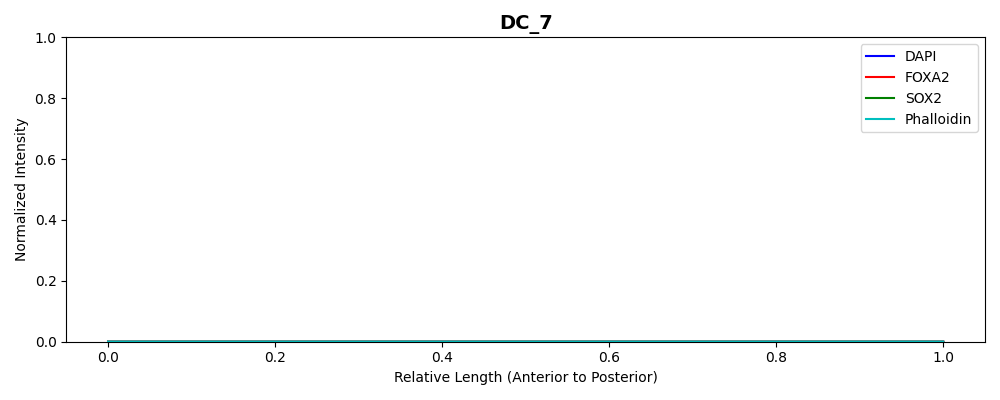 DC_7
1.0
0.8
0.6
0.4
0.2
0.0
Normalized Intensity
DAPI
FOXA2
SOX2
Phalloidin
0.0 0.2 0.4 0.6 0.8 1.0
Relative Length (Anterior to Posterior)